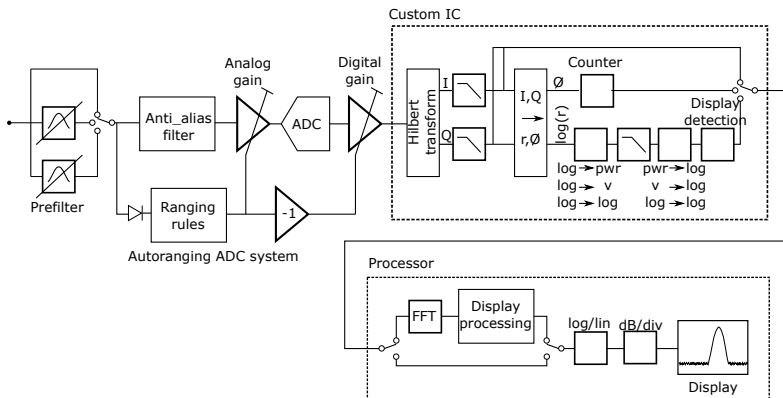 Custom IC
Analog
gain
Digital
gain
Prefilter
Anti_alias
filter
ADC
Ranging
rules
-1
Autoranging ADC system
Hilbert
transform
I
Q
I,Q
r,Ø
Ø
log(r)
Counter
Display
detection
log → pwr
log → v
log → log
pwr → log
v → log
log → log
Processor
FFT
Display
processing
log/lin
dB/div
Display